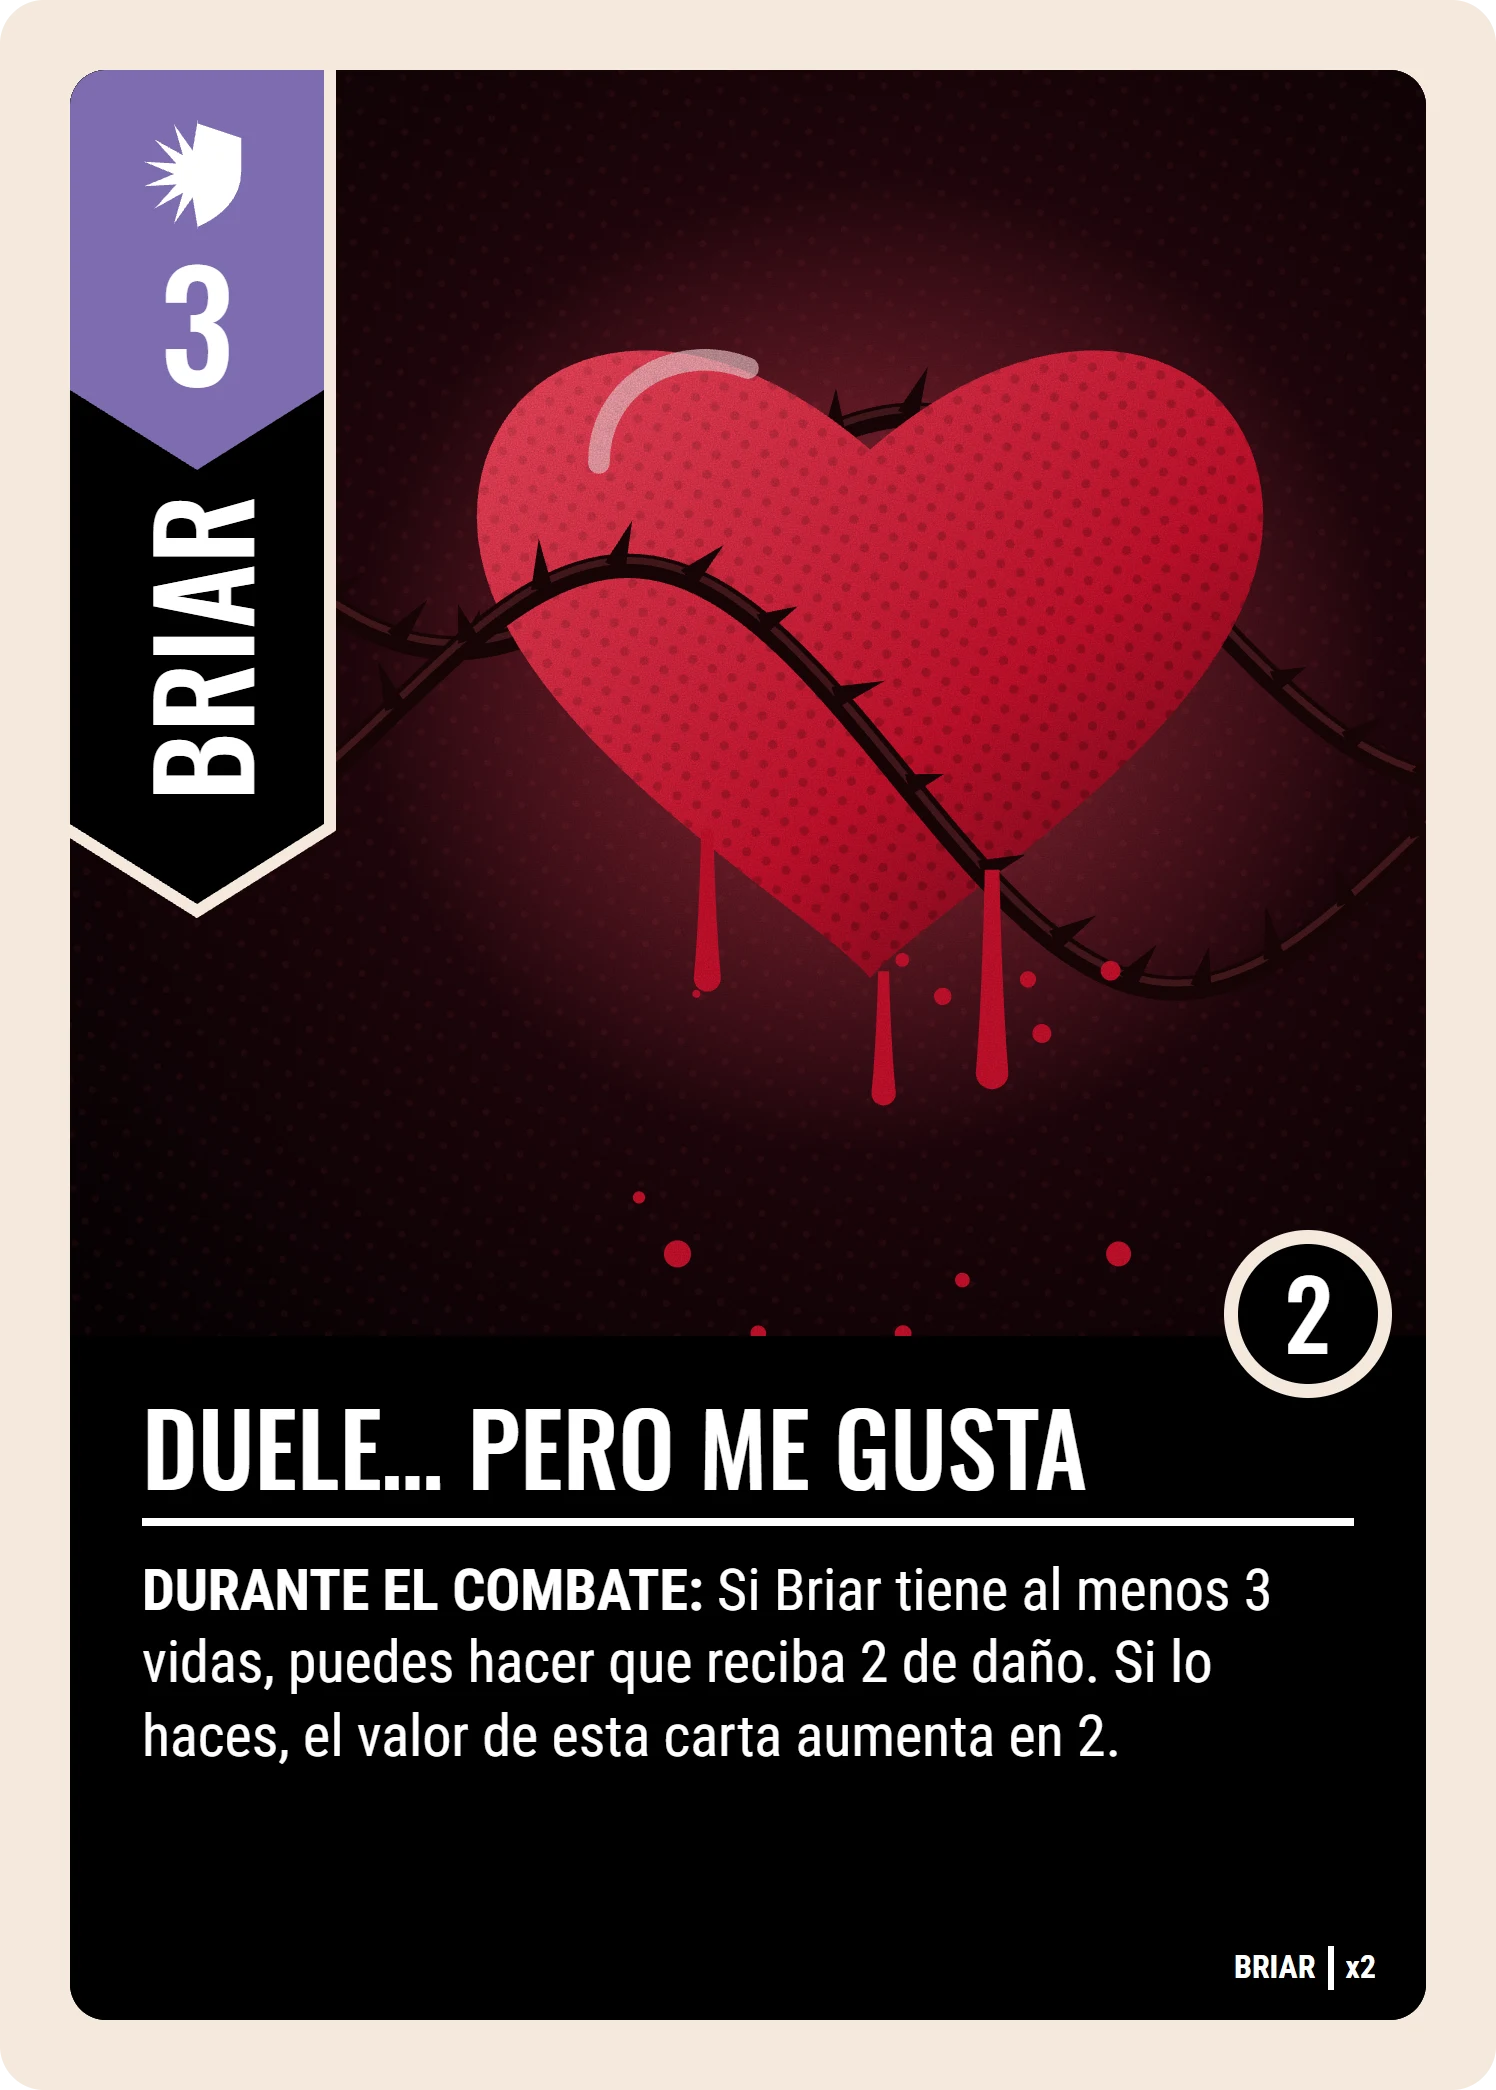 3
BRIAR
2
DUELE... PERO ME GUSTA
DURANTE EL COMBATE: Si Briar tiene al menos 3
vidas, puedes hacer que reciba 2 de daño. Si lo
haces, el valor de esta carta aumenta en 2.
BRIAR | x2